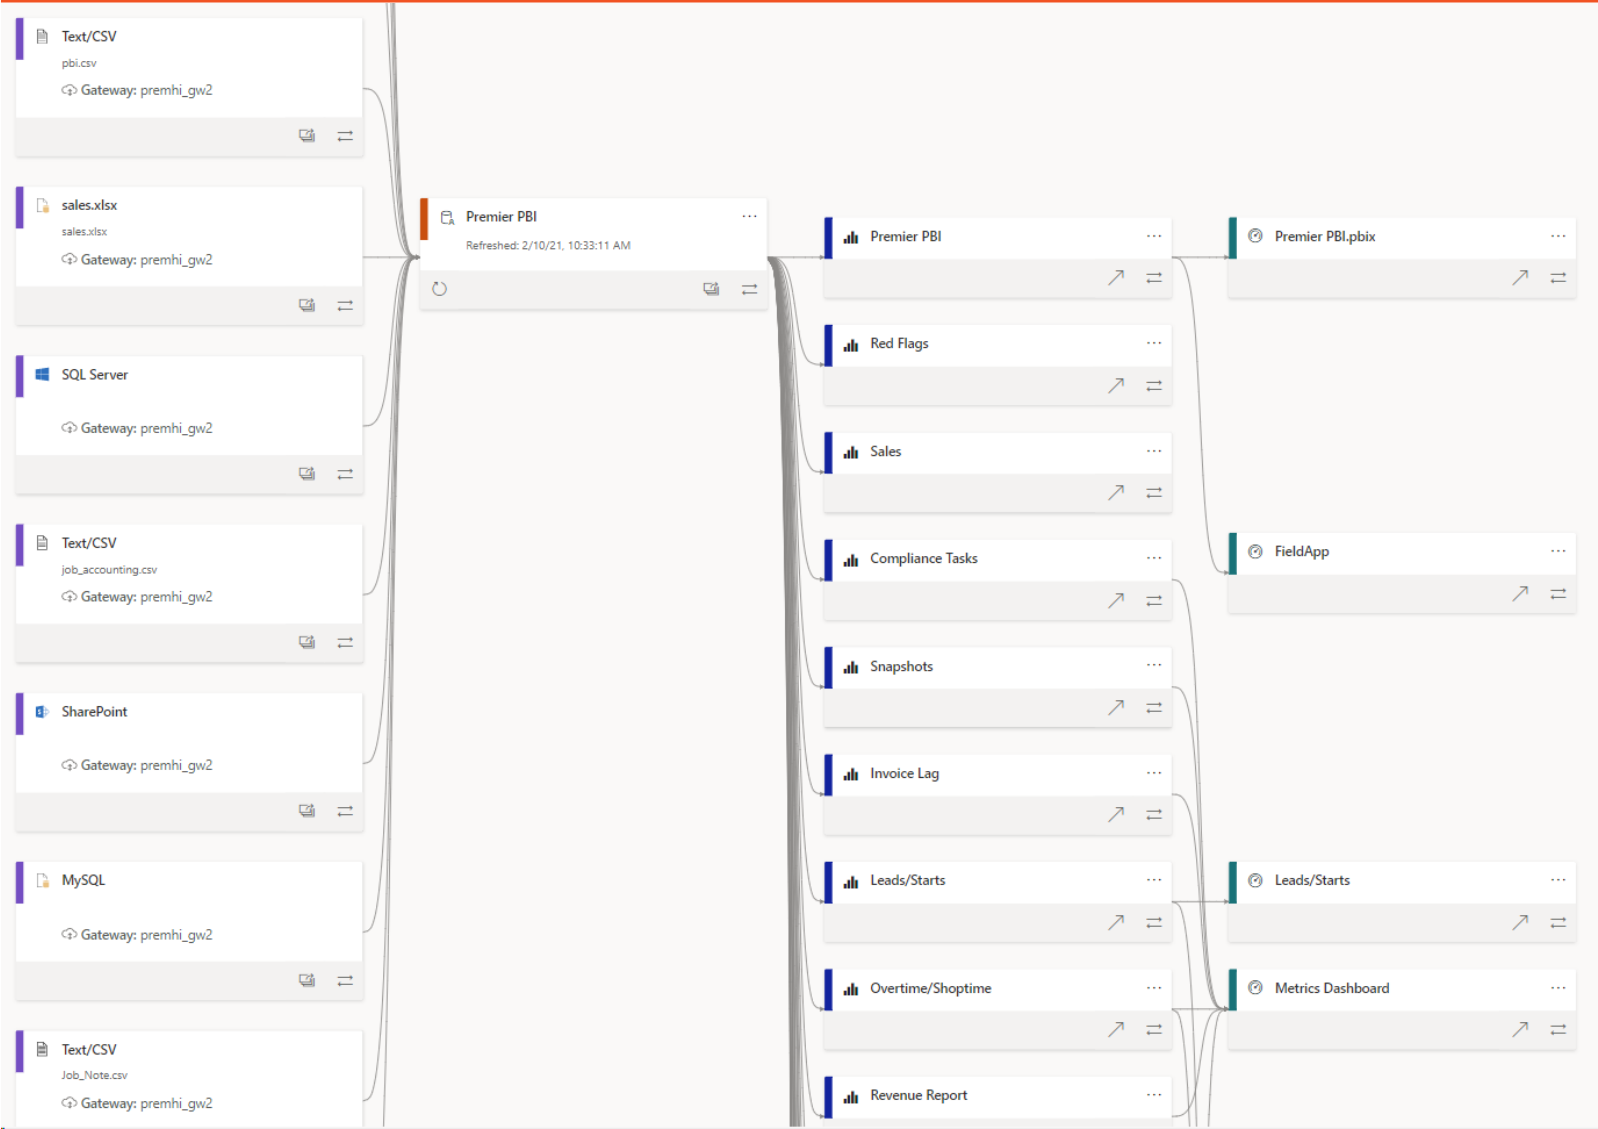 Text/CSV
pbi.csv
Gateway: premhi_gw2
sales.xlsx
sales.xlsx
Gateway: premhi_gw2
SQL Server
Gateway: premhi_gw2
Text/CSV
job_accounting.csv
Gateway: premhi_gw2
SharePoint
Gateway: premhi_gw2
MySQL
Gateway: premhi_gw2
Text/CSV
Job_Note.csv
Gateway: premhi_gw2
Premier PBI
Refreshed: 2/10/21, 10:33:11 AM
Premier PBI
Red Flags
Sales
Compliance Tasks
Snapshots
Invoice Lag
Leads/Starts
Overtime/Shoptime
Revenue Report
Premier PBI.pbix
FieldApp
Leads/Starts
Metrics Dashboard